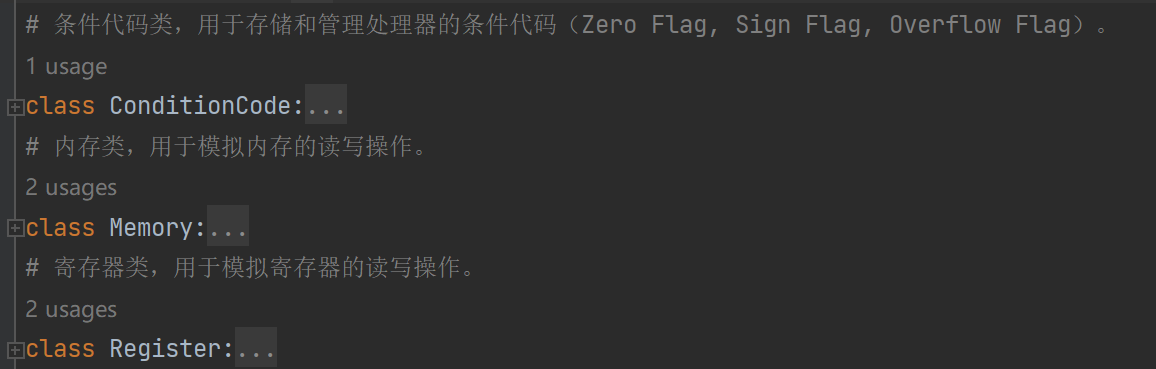 # 条件代码类，用于存储和管理处理器的条件代码（Zero Flag, Sign Flag, Overflow Flag）。
1 usage
class ConditionCode:...
# 内存类，用于模拟内存的读写操作。
2 usages
class Memory:...
# 寄存器类，用于模拟寄存器的读写操作。
2 usages
class Register:...